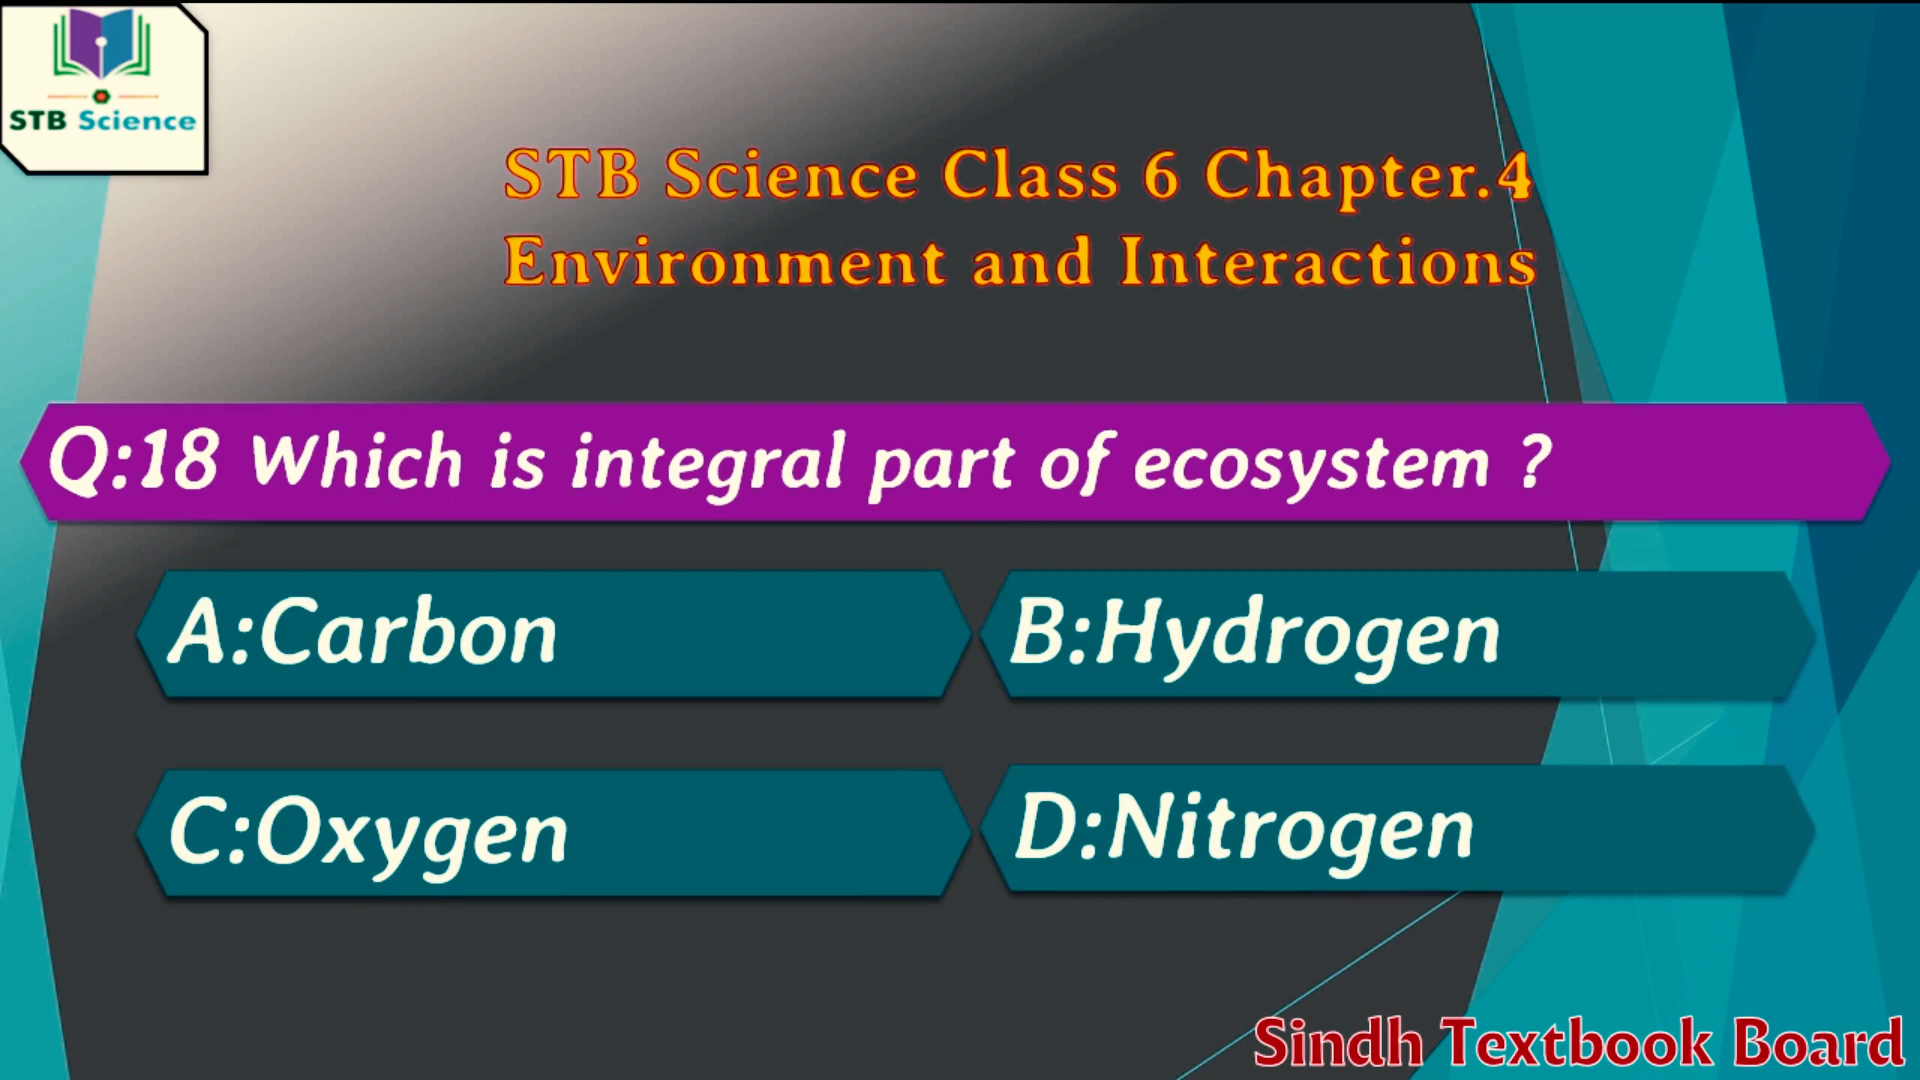 STB Science
STB Science Class 6 Chapter.4
Environment and Interactions
Q:18 Which is integral part of ecosystem ?
A:Carbon
B:Hydrogen
C:Oxygen
D:Nitrogen
Sindh Textbook Board